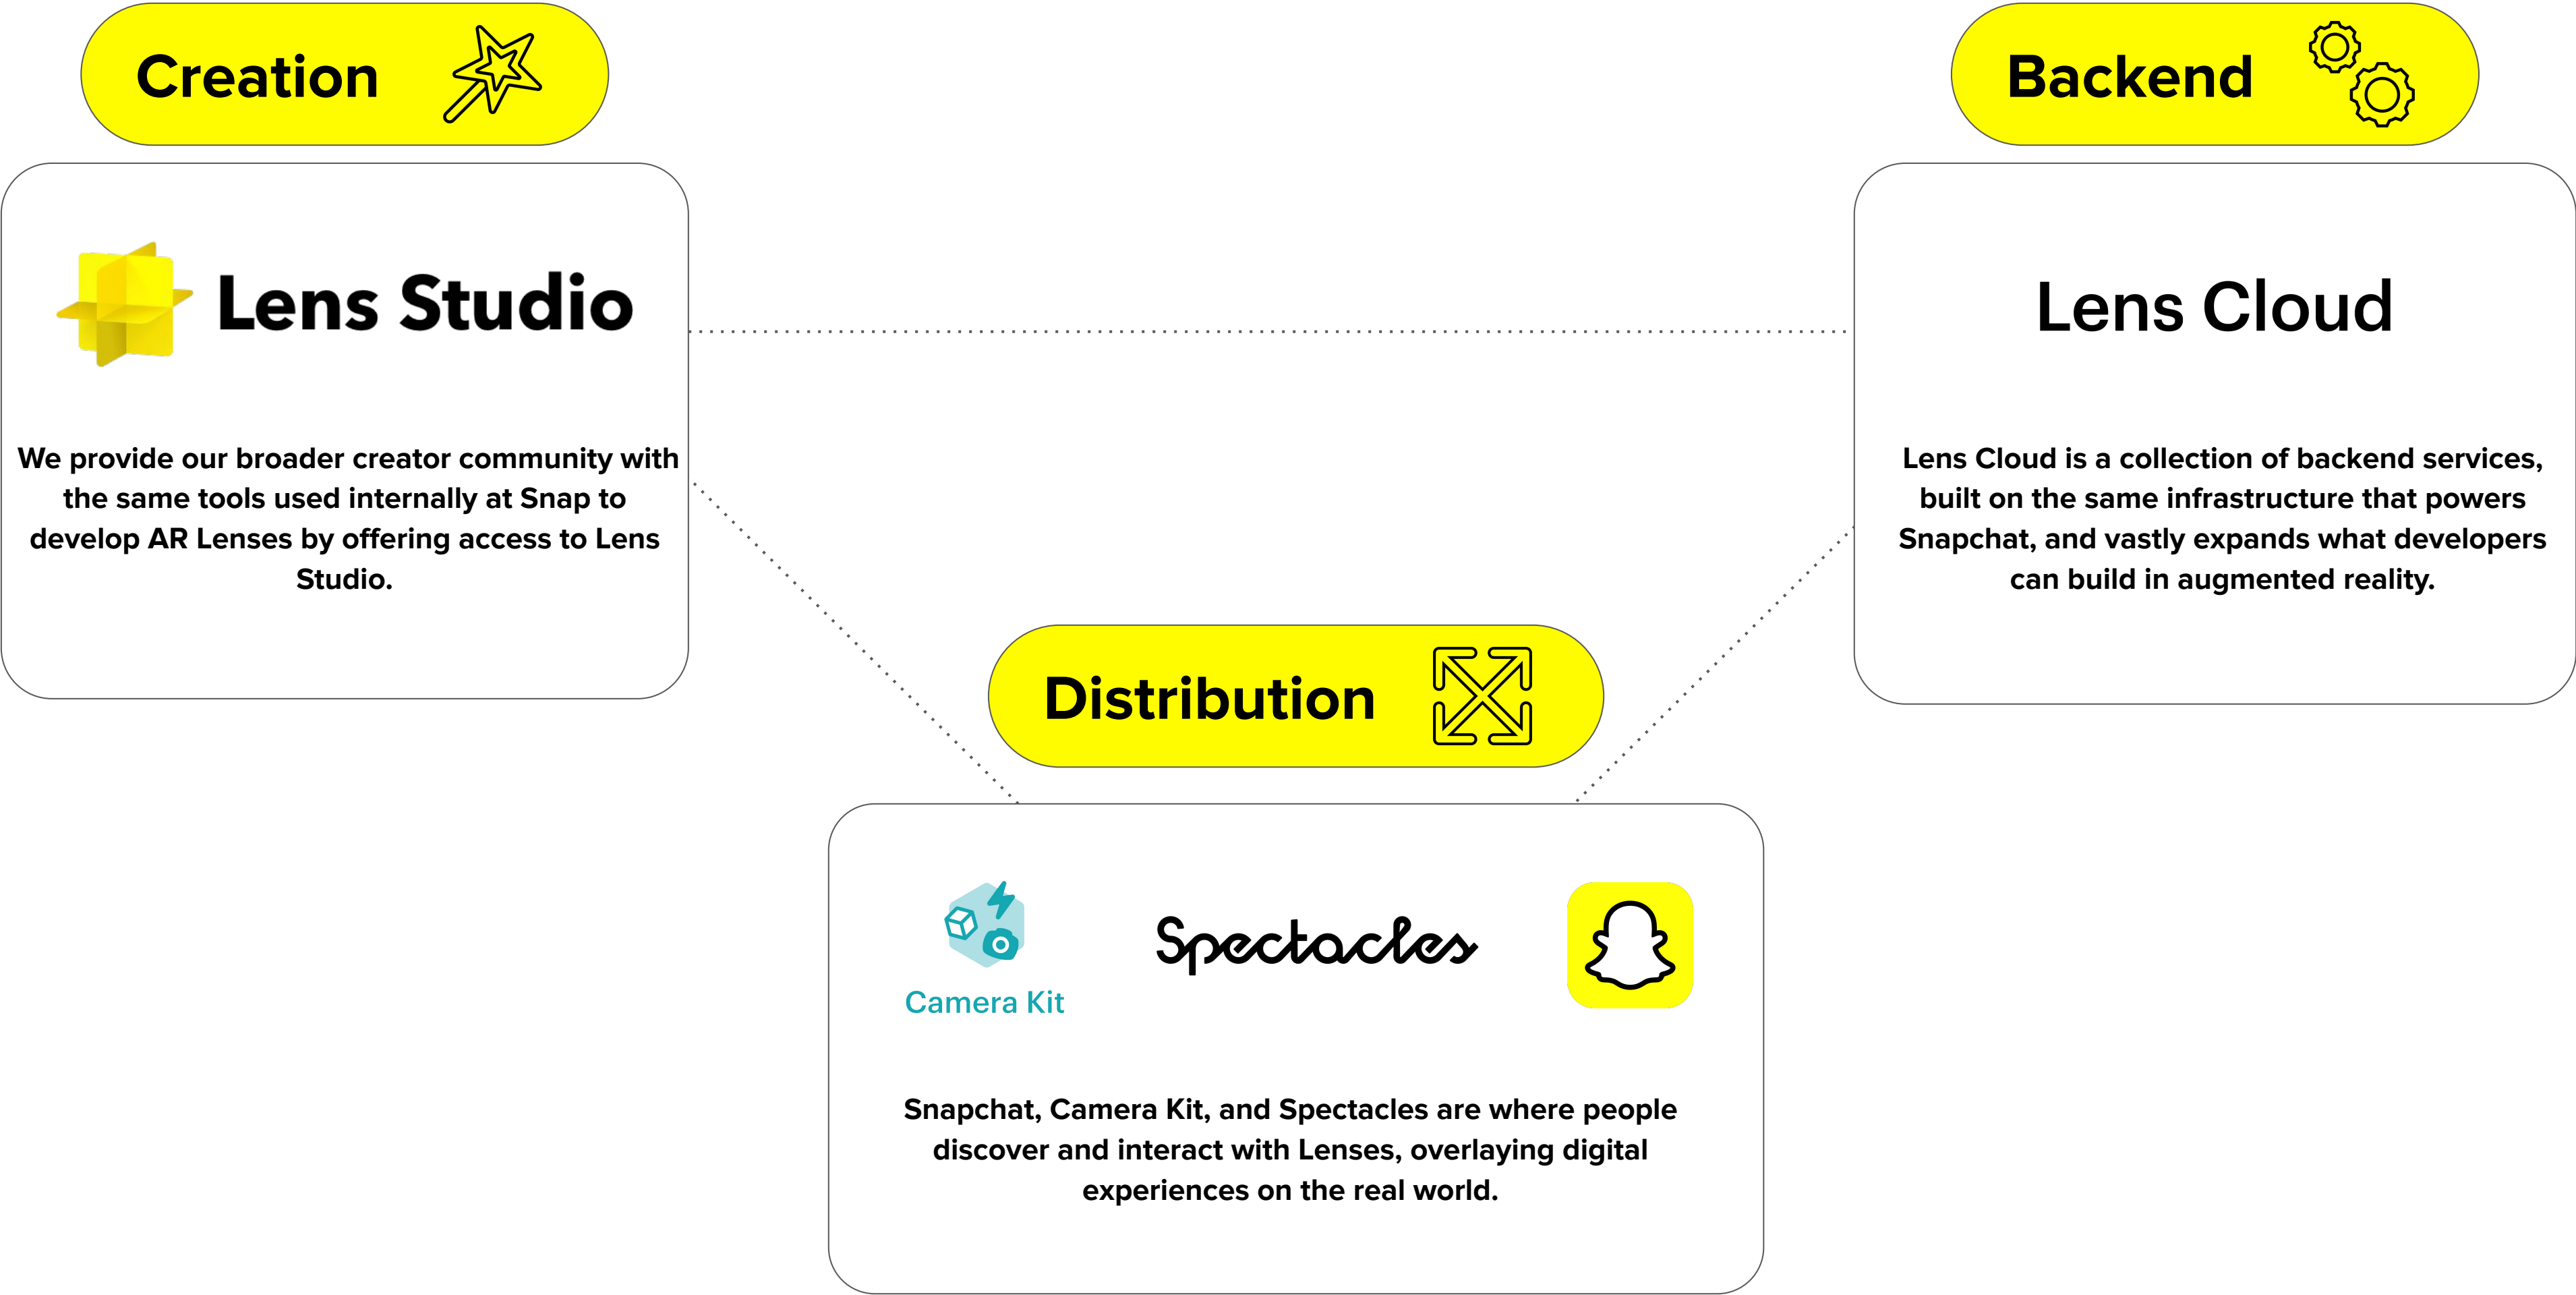 Creation
Lens Studio
We provide our broader creator community with
the same tools used internally at Snap to
develop AR Lenses by offering access to Lens
Studio.
Backend
Lens Cloud
Lens Cloud is a collection of backend services,
built on the same infrastructure that powers
Snapchat, and vastly expands what developers
can build in augmented reality.
Distribution
Camera Kit
Spectacles
Snapchat, Camera Kit, and Spectacles are where people
discover and interact with Lenses, overlaying digital
experiences on the real world.